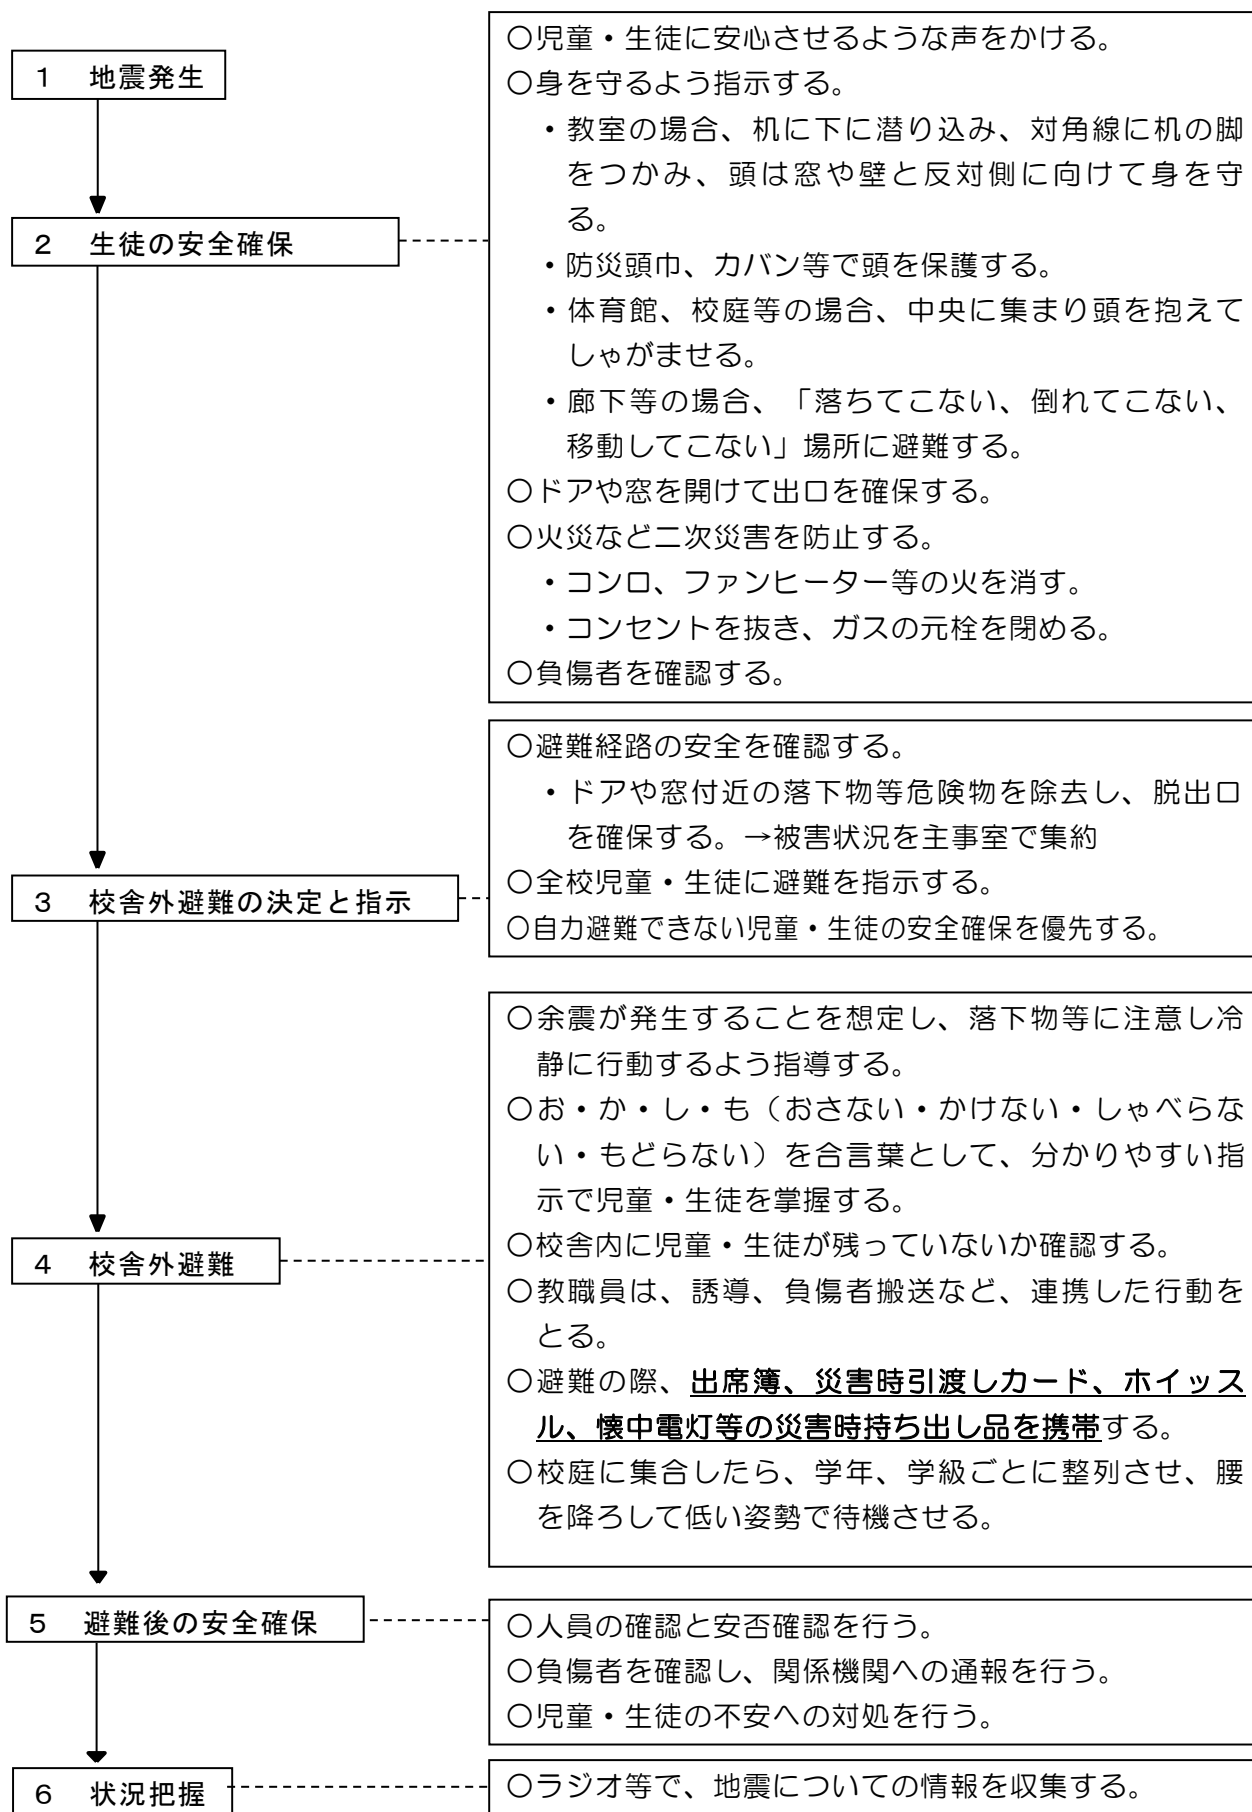 1　地震発生
2　生徒の安全確保
〇児童・生徒に安心させるような声をかける。
〇身を守るよう指示する。
・教室の場合、机に下に潜り込み、対角線に机の脚
をつかみ、頭は窓や壁と反対側に向けて身を守
る。
・防災頭巾、カバン等で頭を保護する。
・体育館、校庭等の場合、中央に集まり頭を抱えて
しゃがませる。
・廊下等の場合、「落ちてこない、倒れてこない、
移動してこない」場所に避難する。
〇ドアや窓を開けて出口を確保する。
〇火災など二次災害を防止する。
・コンロ、ファンヒーター等の火を消す。
・コンセントを抜き、ガスの元栓を閉める。
〇負傷者を確認する。
3　校舎外避難の決定と指示
〇避難経路の安全を確認する。
・ドアや窓付近の落下物等危険物を除去し、脱出口
を確保する。→被害状況を主事室で集約
〇全校児童・生徒に避難を指示する。
〇自力避難できない児童・生徒の安全確保を優先する。
4　校舎外避難
〇余震が発生することを想定し、落下物等に注意し冷
静に行動するよう指導する。
〇お・か・し・も（おさない・かけない・しゃべらな
い・もどらない）を合言葉として、分かりやすい指
示で児童・生徒を掌握する。
〇校舎内に児童・生徒が残っていないか確認する。
〇教職員は、誘導、負傷者搬送など、連携した行動を
とる。
〇避難の際、出席簿、災害時引渡しカード、ホイッス
ル、懐中電灯等の災害時持ち出し品を携帯する。
〇校庭に集合したら、学年、学級ごとに整列させ、腰
を降ろして低い姿勢で待機させる。
5　避難後の安全確保
〇人員の確認と安否確認を行う。
〇負傷者を確認し、関係機関への通報を行う。
〇児童・生徒の不安への対処を行う。
6　状況把握
〇ラジオ等で、地震についての情報を収集する。